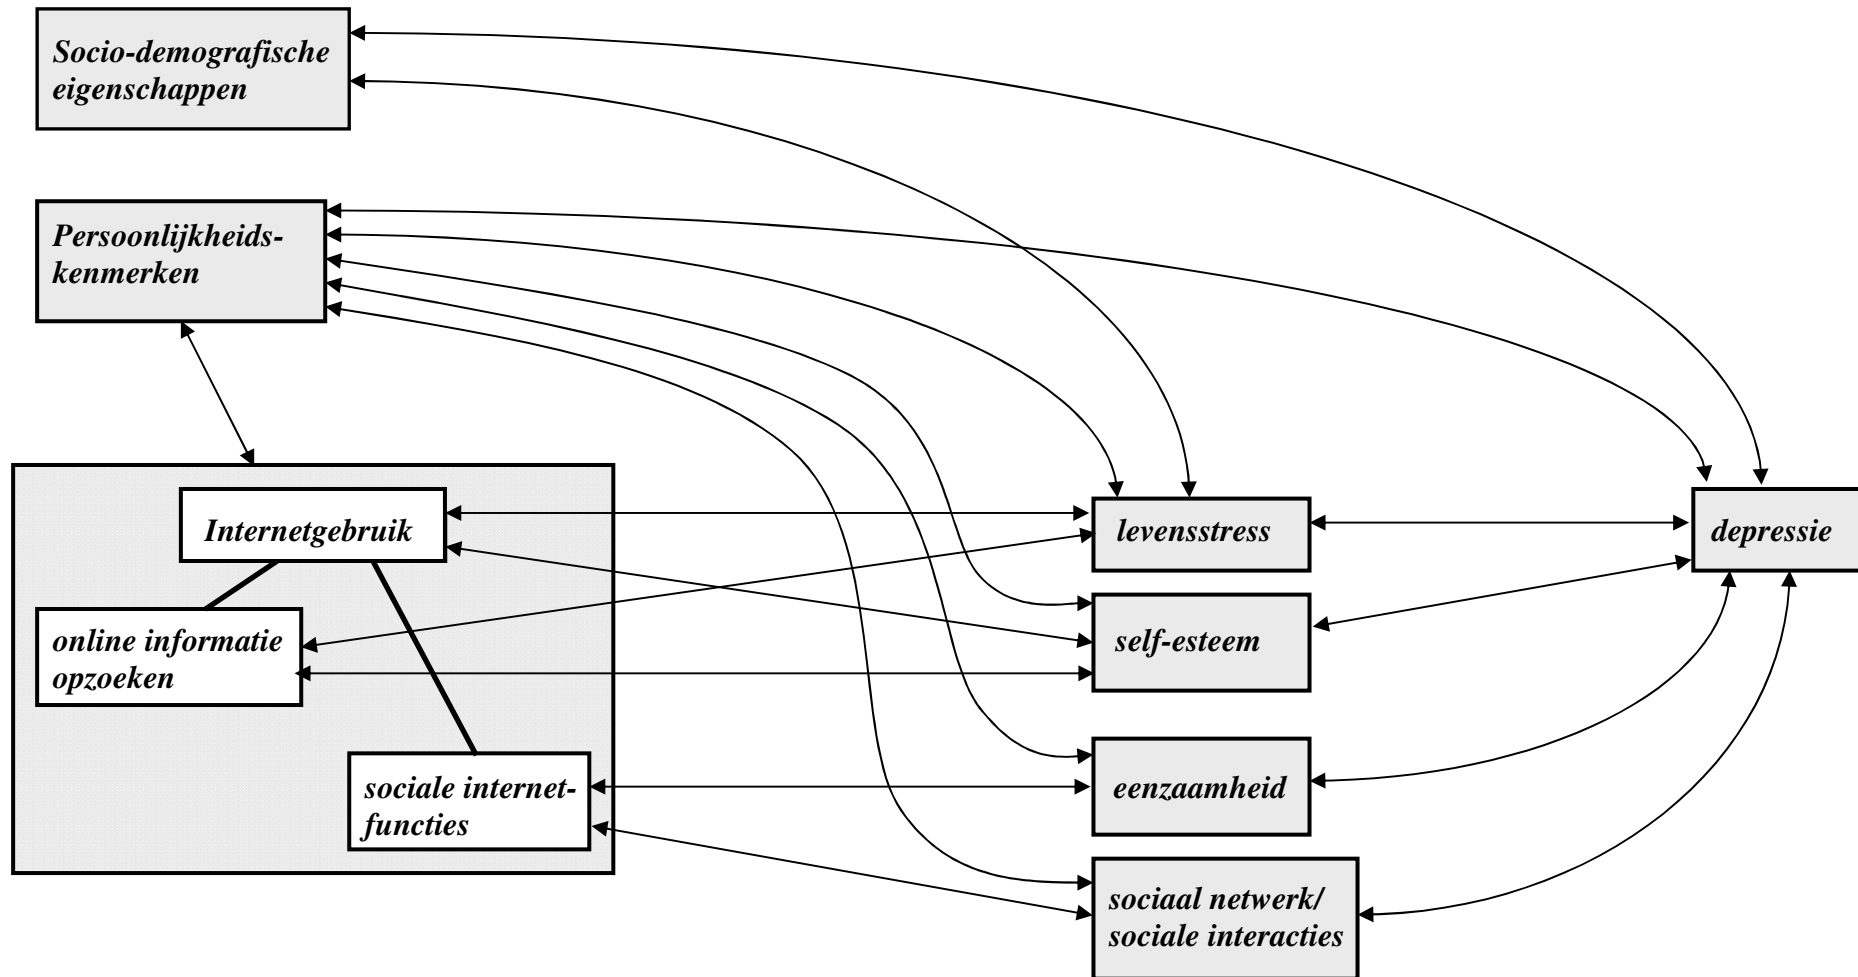 Socio-demografische
eigenschappen
Persoonlijkheids-
kenmerken
Internetgebruik
online informatie
opzoeken
sociale internet-
functies
levensstress
self-esteem
eenzaamheid
sociaal netwerk/
sociale interacties
depressie